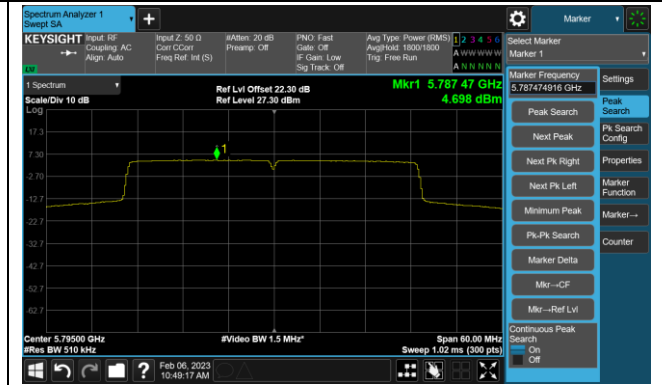 Spectrum Analyzer 1
Swept SA
Marker
KEYSIGHT
Input: RF
Coupling: AC
Align: Auto
Input Z: 50 Ω
Corr CCorr
Freq Ref: Int (S)
#Atten: 20 dB
Preamp: Off
PNO: Fast
Gate: Off
IF Gain: Low
Sig Track: Off
Avg Type: Power (RMS)
Avg|Hold: 1800/1800
Trig: Free Run
1 2 3 4 5 6
A W W W W W
A N N N N N
Select Marker
Marker 1
1 Spectrum
Scale/Div 10 dB
Log
Ref Lvl Offset 22.30 dB
Ref Level 27.30 dBm
Mkr1 5.787 47 GHz
4.698 dBm
17.3
7.30
-2.70
-12.7
-22.7
-32.7
-42.7
-52.7
-62.7
1
Center 5.79500 GHz
#Res BW 510 kHz
#Video BW 1.5 MHz*
Span 60.00 MHz
Sweep 1.02 ms (300 pts)
Marker Frequency
5.787474916 GHz
Peak Search
Next Peak
Next Pk Right
Next Pk Left
Minimum Peak
Pk-Pk Search
Marker Delta
Mkr→CF
Mkr→Ref Lvl
Continuous Peak
Search
On
Off
Settings
Peak
Search
Pk Search
Config
Properties
Marker
Function
Marker→
Counter
Feb 06, 2023
10:49:17 AM